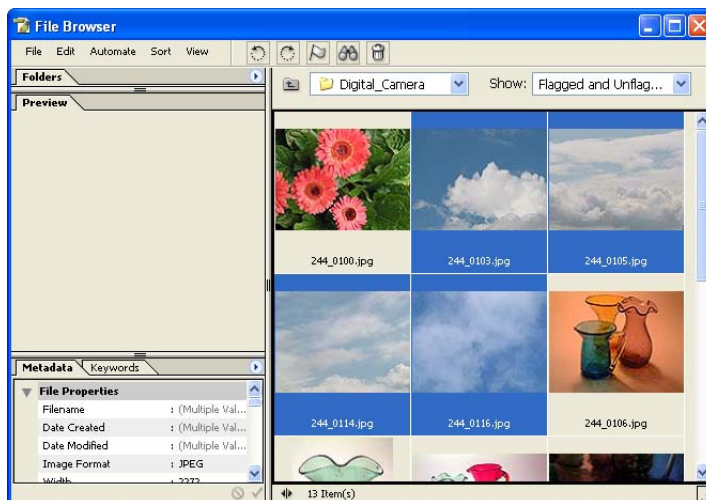 File Browser
File Edit Automate Sort View
Folders
Digital_Camera Show: Flagged and Unflag...
Preview
244_0100.jpg 244_0103.jpg 244_0105.jpg
244_0114.jpg 244_0116.jpg 244_0106.jpg
Metadata Keywords
File Properties
Filename : (Multiple Val...
Date Created : (Multiple Val...
Date Modified : (Multiple Val...
Image Format : JPEG
Width : 2272
13 Item(s)